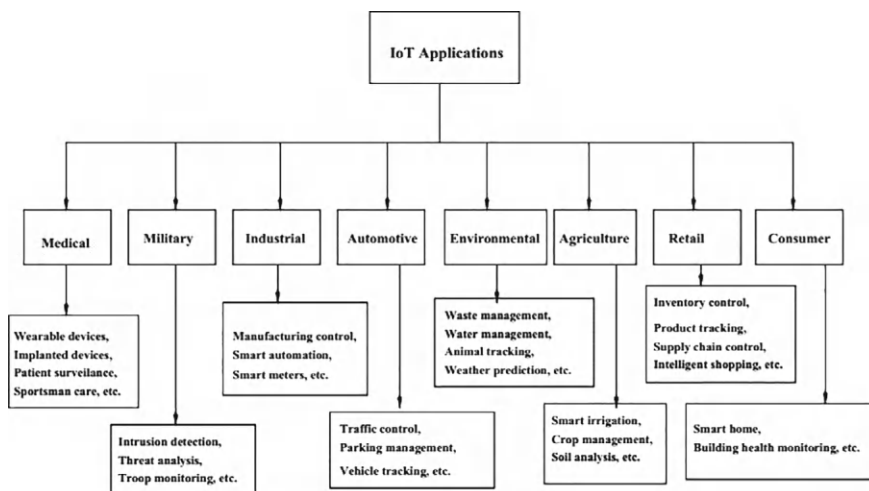 IoT Applications
Medical
Military
Industrial
Automotive
Environmental
Agriculture
Retail
Consumer
Wearable devices,
Implanted devices,
Patient surveilance,
Sportsman care, etc.
Intrusion detection,
Threat analysis,
Troop monitoring, etc.
Manufacturing control,
Smart automation,
Smart meters, etc.
Traffic control,
Parking management,
Vehicle tracking, etc.
Waste management,
Water management,
Animal tracking,
Weather prediction, etc.
Smart irrigation,
Crop management,
Soil analysis, etc.
Inventory control,
Product tracking,
Supply chain control,
Intelligent shopping, etc.
Smart home,
Building health monitoring, etc.